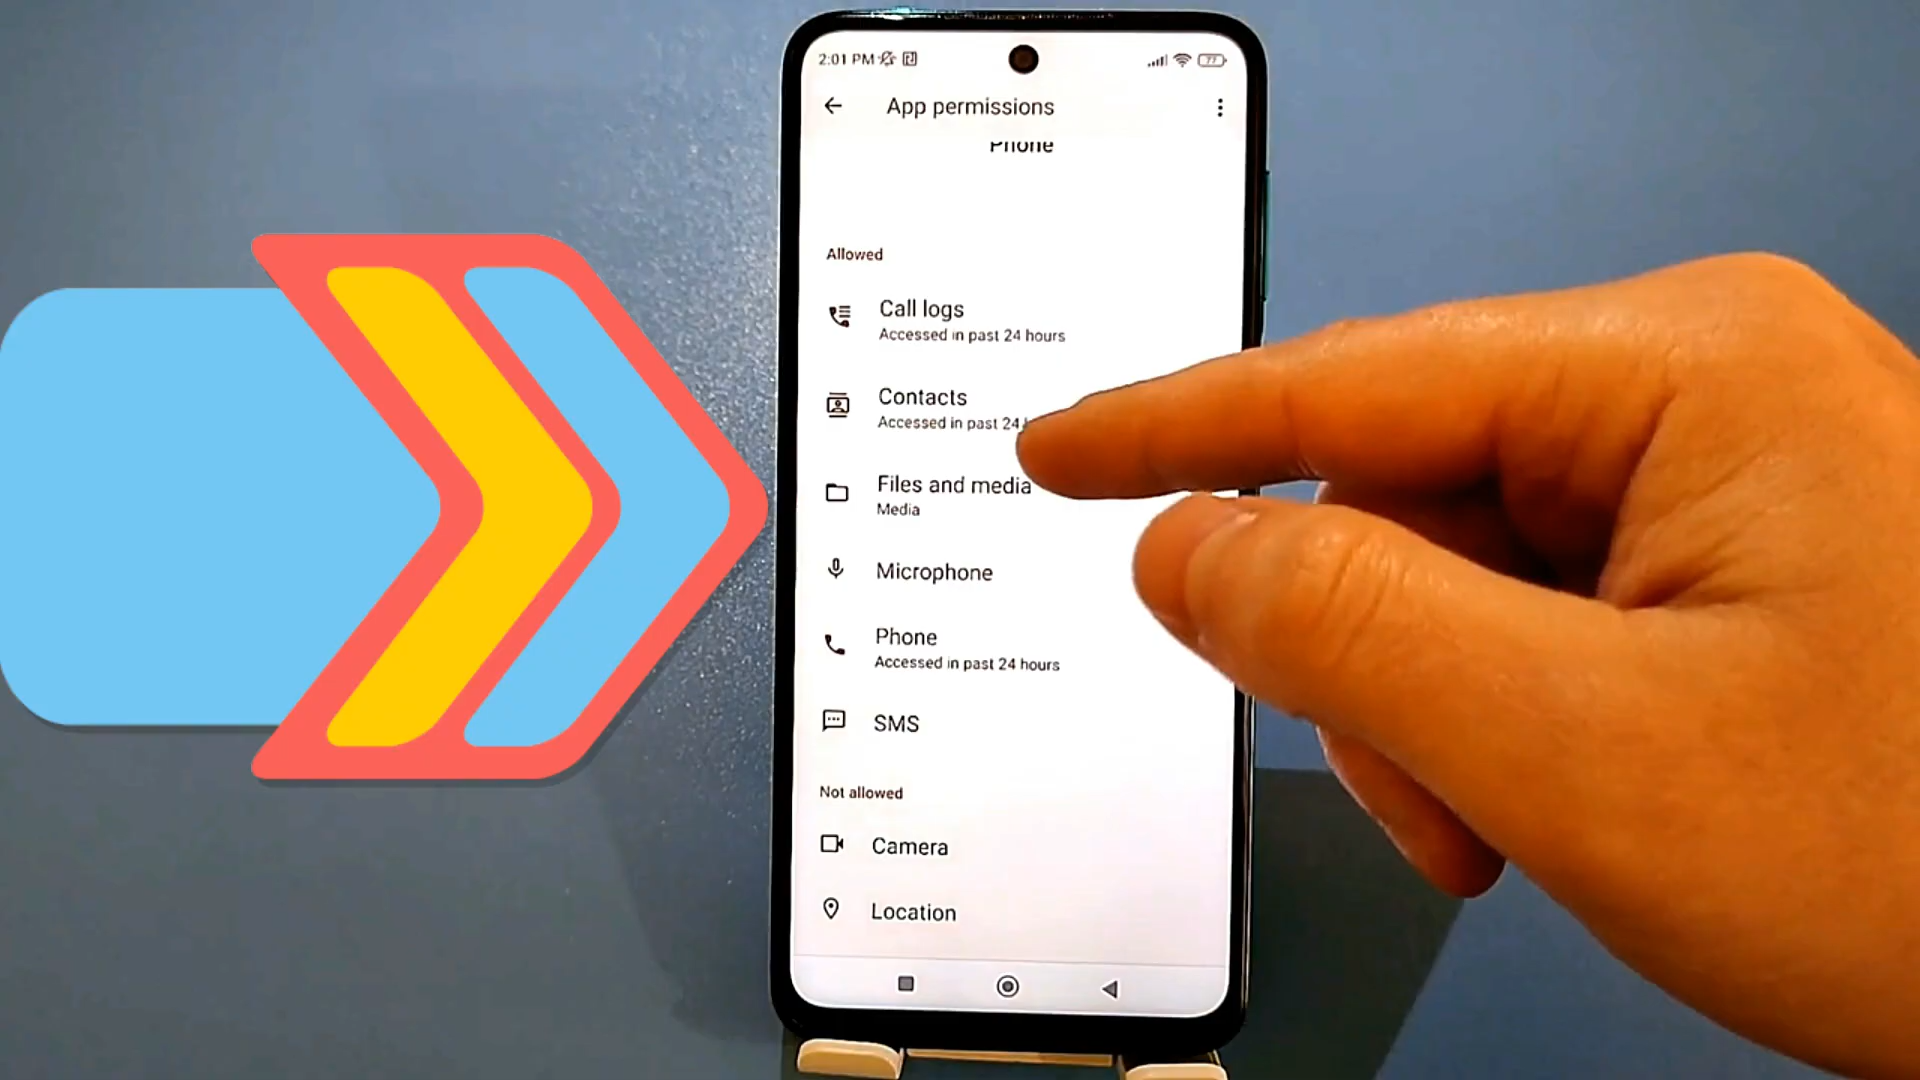 2:01 PM
77
App permissions
Phone
Allowed
Call logs
Accessed in past 24 hours
Contacts
Accessed in past 24
Files and media
Media
Microphone
Phone
Accessed in past 24 hours
SMS
Not allowed
Camera
Location